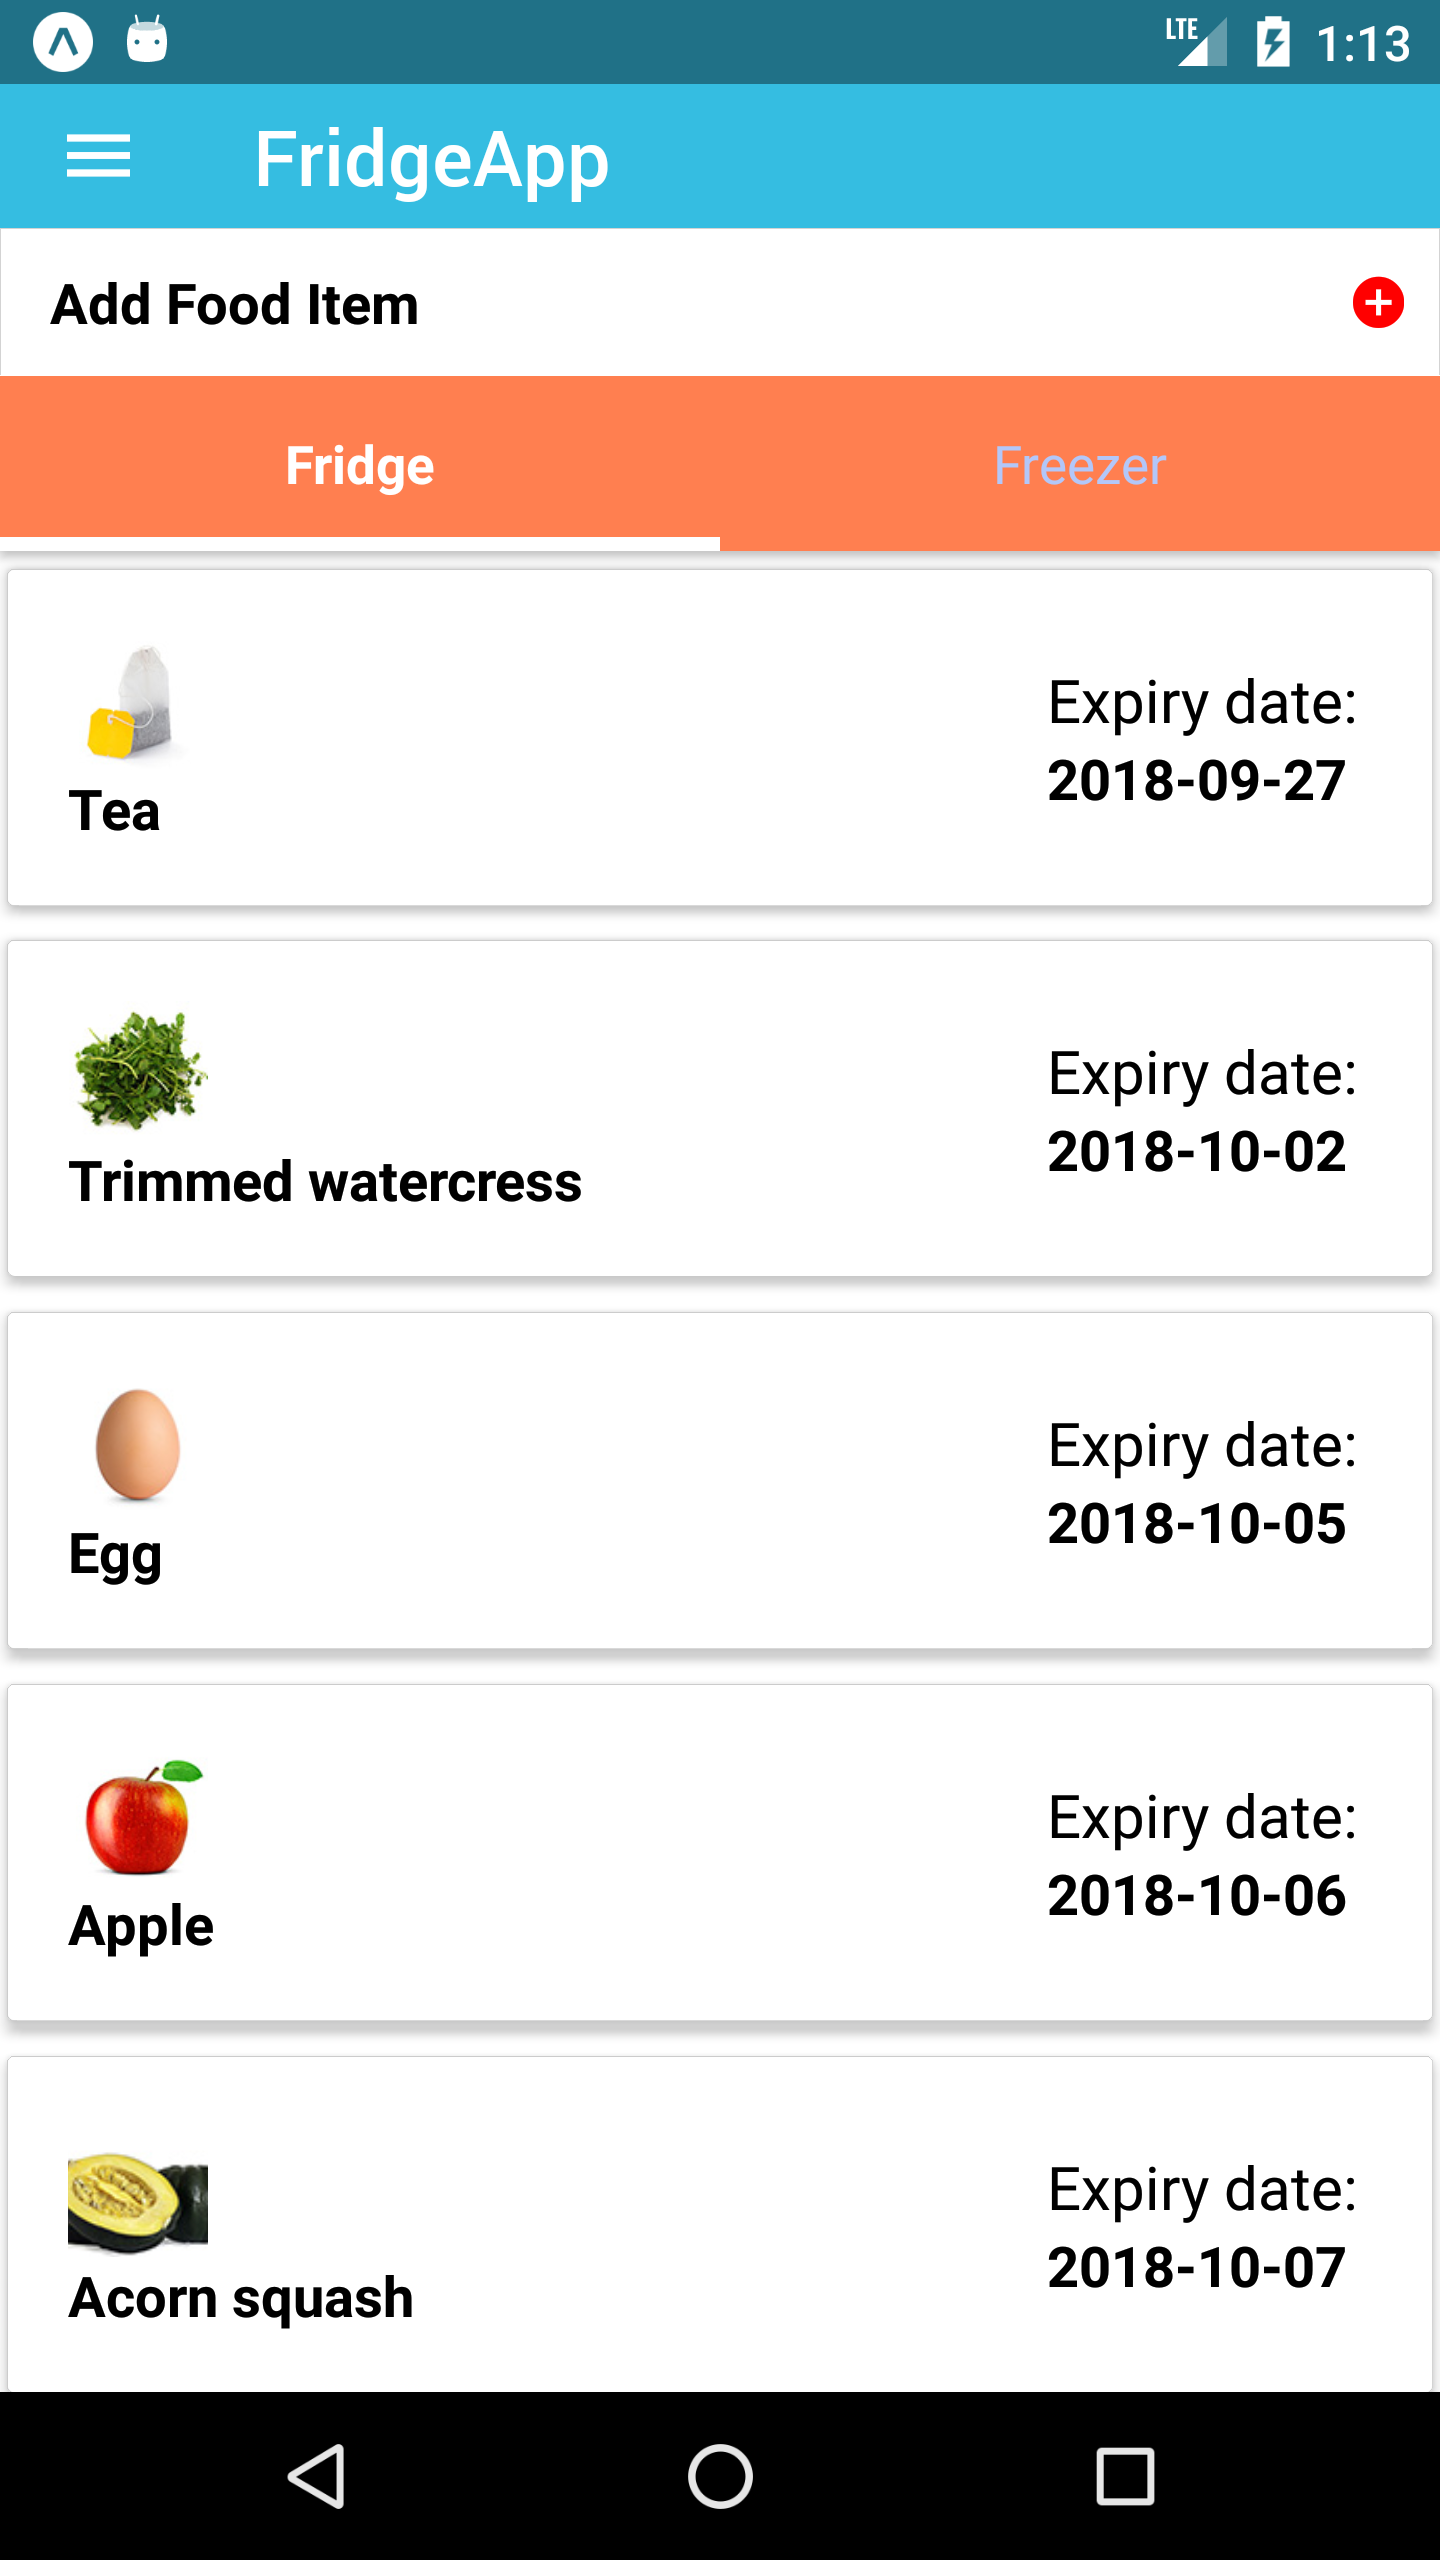 LTE 1:13
FridgeApp
Add Food Item
Fridge Freezer
Expiry date:
2018-09-27
Tea
Expiry date:
2018-10-02
Trimmed watercress
Expiry date:
2018-10-05
Egg
Expiry date:
2018-10-06
Apple
Expiry date:
2018-10-07
Acorn squash